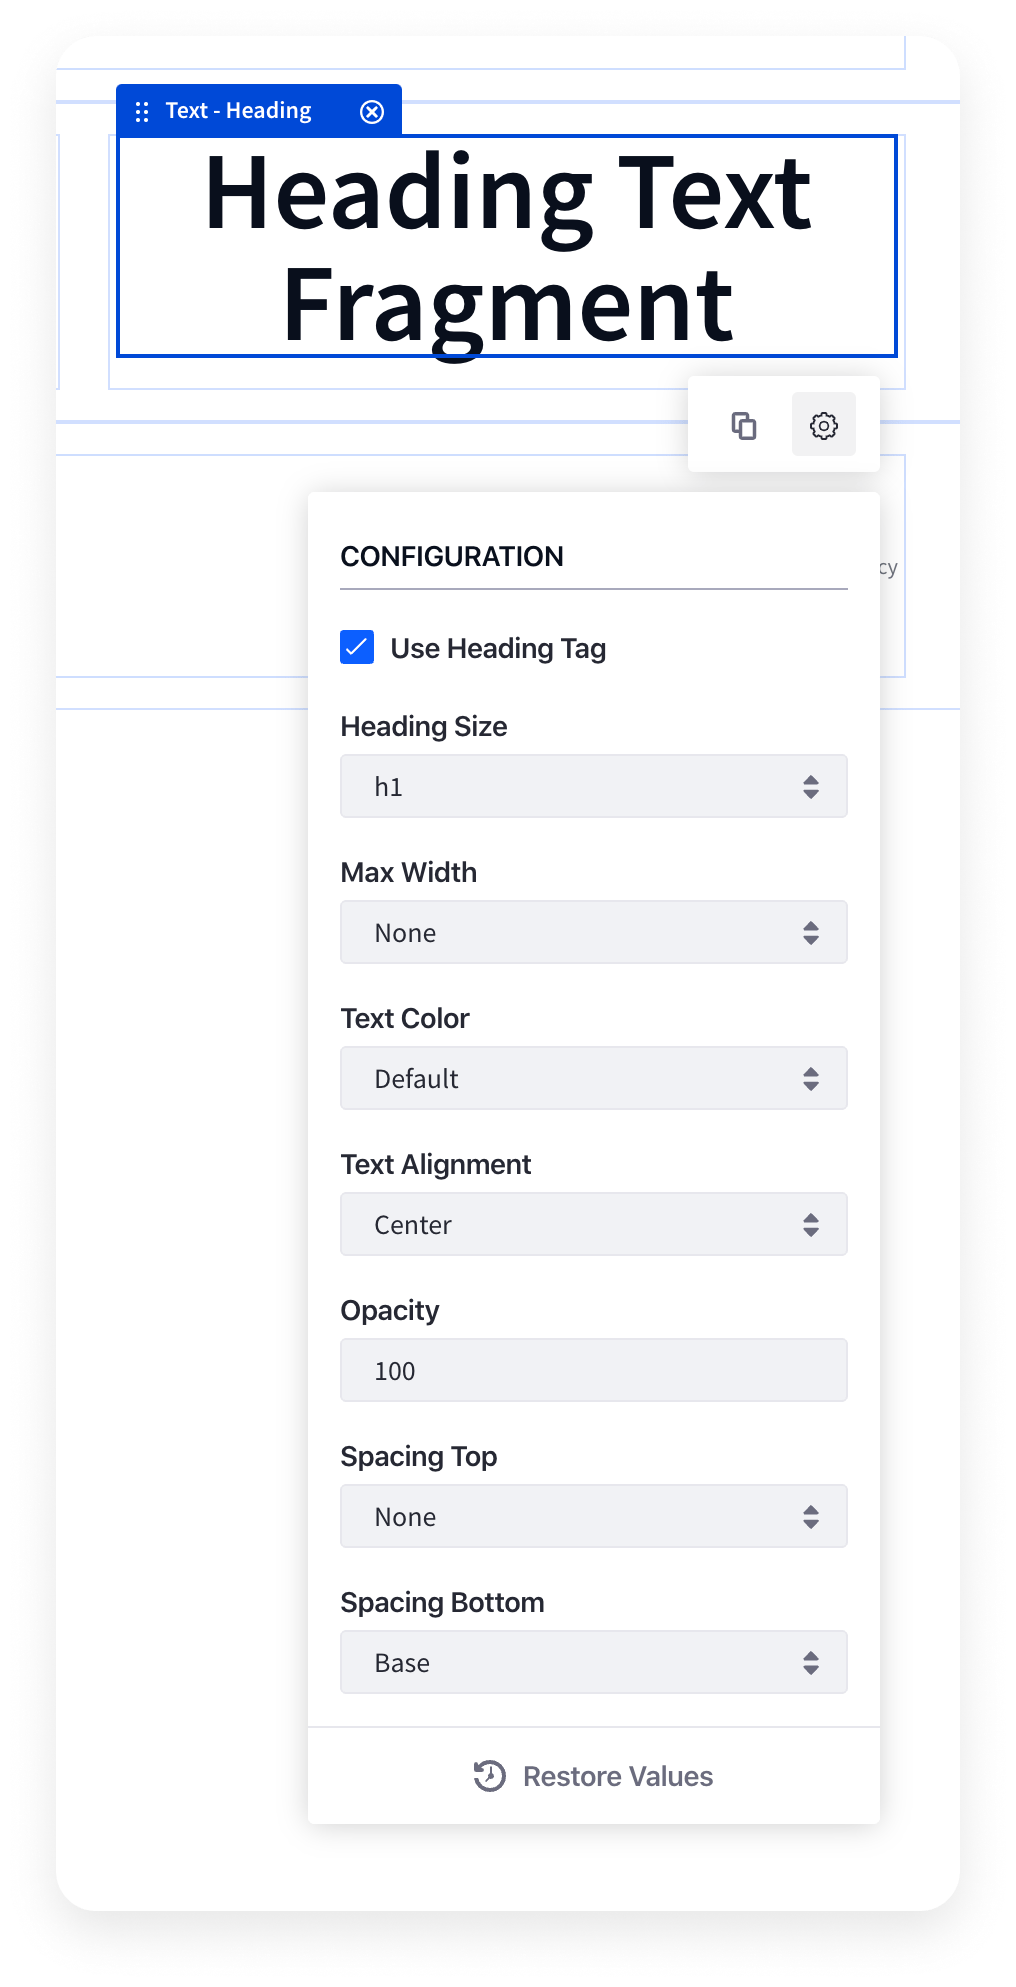 Text - Heading
Heading Text
Fragment
CONFIGURATION
cy
Use Heading Tag
Heading Size
h1
Max Width
None
Text Color
Default
Text Alignment
Center
Opacity
100
Spacing Top
None
Spacing Bottom
Base
Restore Values